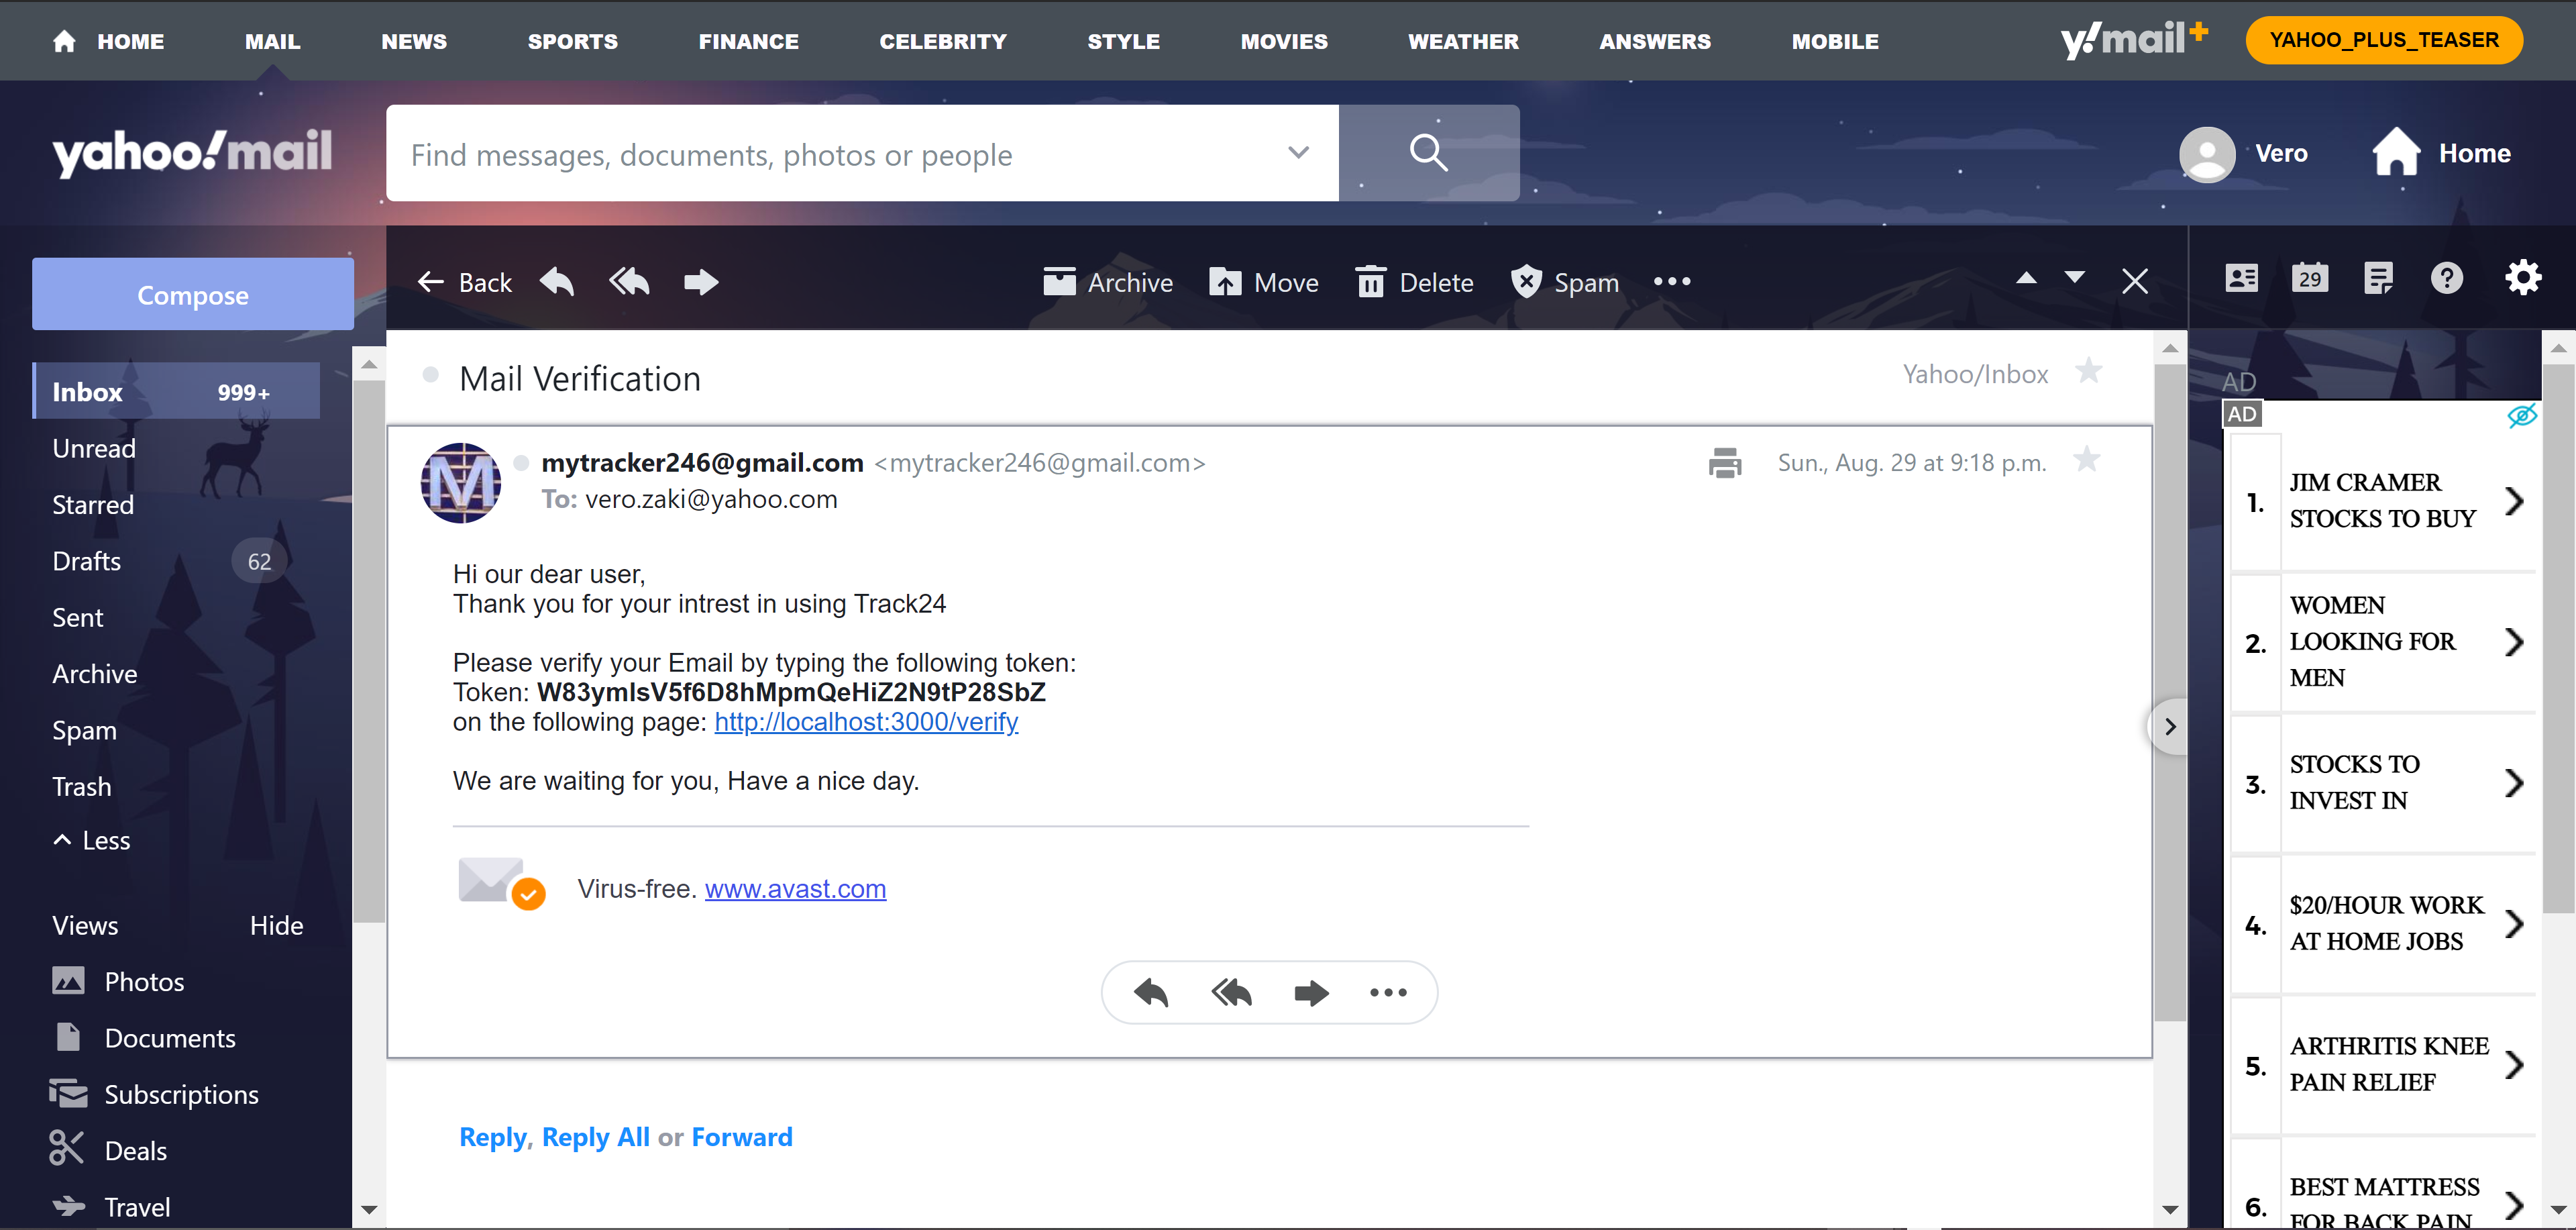 HOME MAIL NEWS SPORTS FINANCE CELEBRITY STYLE MOVIES WEATHER ANSWERS MOBILE y!mail+ YAHOO_PLUS_TEASER
yahoo!mail Find messages, documents, photos or people Vero Home
Compose
Back Archive Move Delete Spam 29
Inbox 999+
Unread
Starred
Drafts 62
Sent
Archive
Spam
Trash
Less
Views Hide
Photos
Documents
Subscriptions
Deals
Travel
Mail Verification Yahoo/Inbox
M
mytracker246@gmail.com <mytracker246@gmail.com> Sun., Aug. 29 at 9:18 p.m.
To: vero.zaki@yahoo.com
Hi our dear user,
Thank you for your intrest in using Track24
Please verify your Email by typing the following token:
Token: W83ymIsV5f6D8hMpmQeHiZ2N9tP28SbZ
on the following page: http://localhost:3000/verify
We are waiting for you, Have a nice day.
Virus-free. www.avast.com
Reply, Reply All or Forward
AD
AD
1. JIM CRAMER
STOCKS TO BUY
2. WOMEN
LOOKING FOR
MEN
3. STOCKS TO
INVEST IN
4. $20/HOUR WORK
AT HOME JOBS
5. ARTHRITIS KNEE
PAIN RELIEF
6. BEST MATTRESS
FOR BACK PAIN